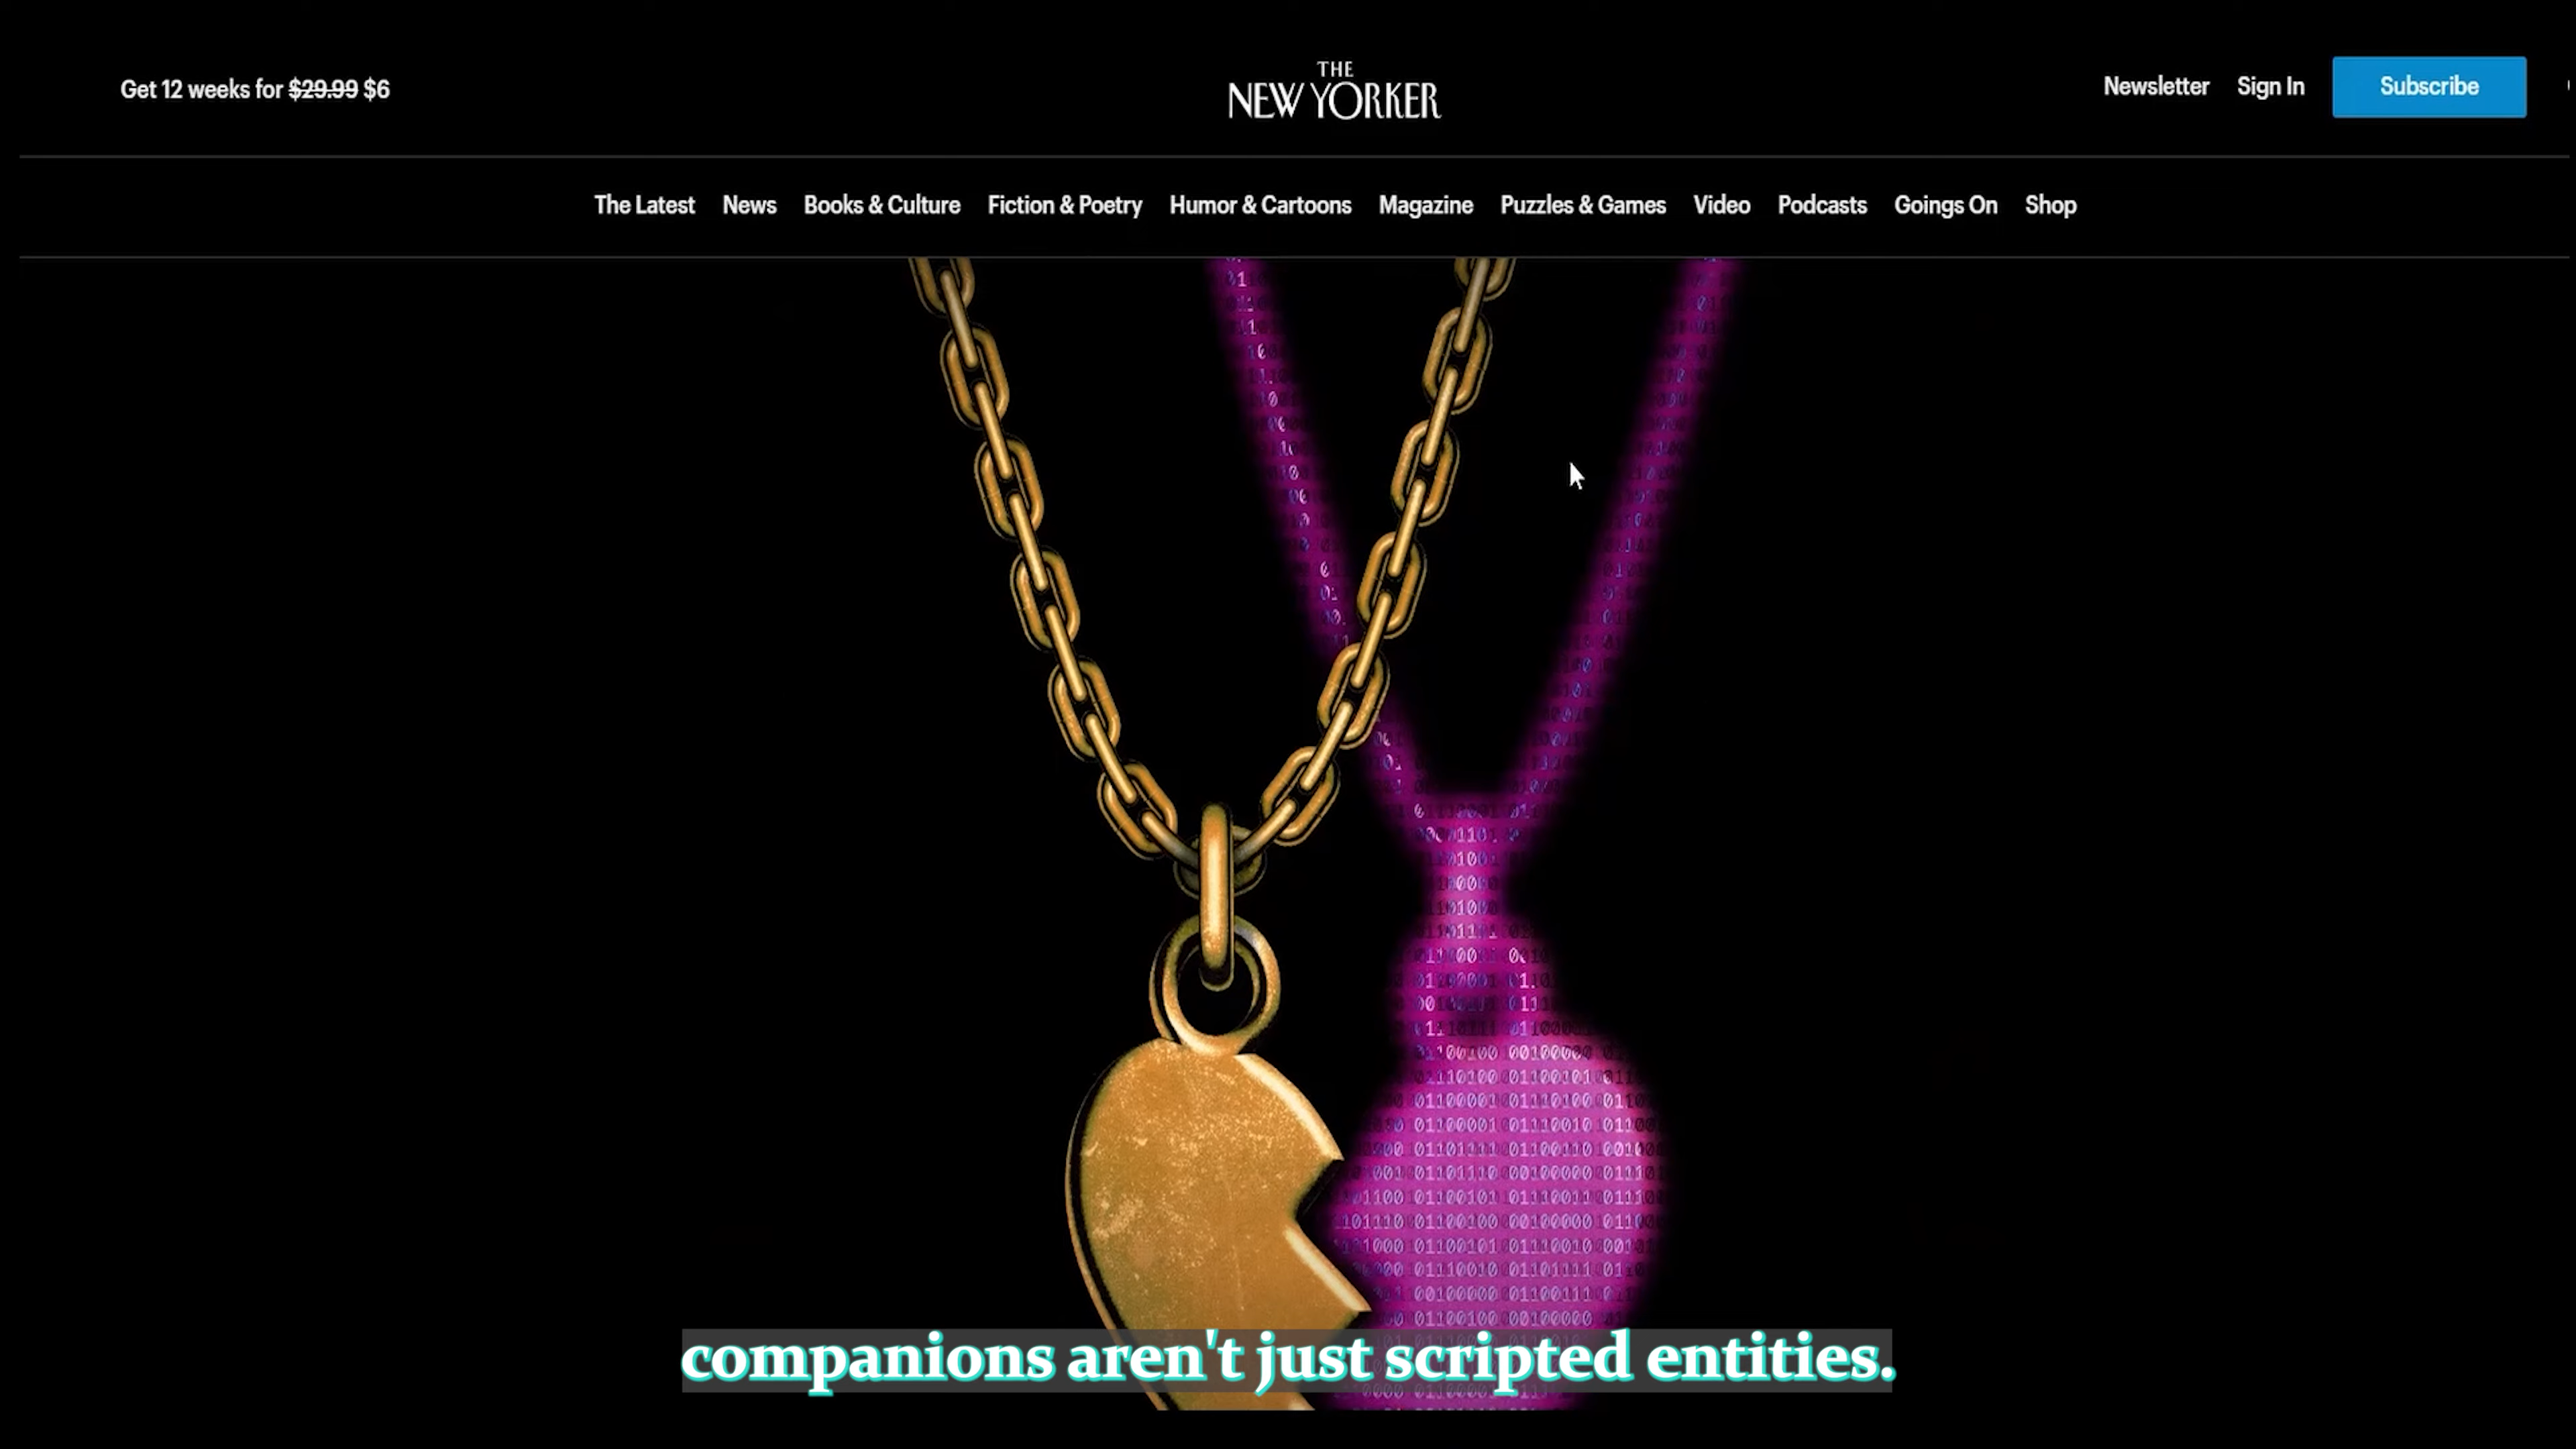 Get 12 weeks for $29.99 $6
THE
NEW YORKER
Newsletter Sign In Subscribe
The Latest News Books & Culture Fiction & Poetry Humor & Cartoons Magazine Puzzles & Games Video Podcasts Goings On Shop
companions aren't just scripted entities.